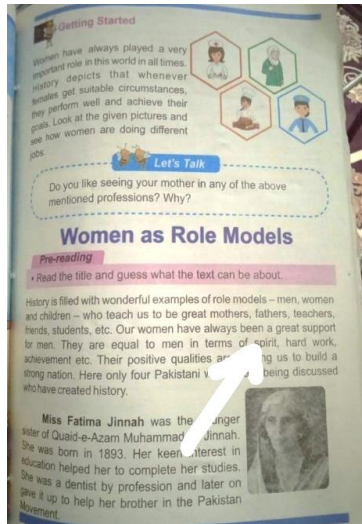 Getting Started
Women have always played a very
important role in this world in all times.
History depicts that whenever
females get suitable circumstances,
they perform well and achieve their
goals. Look at the given pictures and
see how women are doing different
jobs.
Let's Talk
Do you like seeing your mother in any of the above
mentioned professions? Why?
Women as Role Models
Pre-reading
• Read the title and guess what the text can be about.
History is filled with wonderful examples of role models – men, women
and children – who teach us to be great mothers, fathers, teachers,
friends, students, etc. Our women have always been a great support
for men. They are equal to men in terms of spirit, hard work,
achievement etc. Their positive qualities us to build a
strong nation. Here only four Pakistani being discussed
who have created history.
Miss Fatima Jinnah was the
sister of Quaid-e-Azam Muhammad Jinnah.
She was born in 1893. Her keen interest in
education helped her to complete her studies.
She was a dentist by profession and later on
gave it up to help her brother in the Pakistan
Movement.